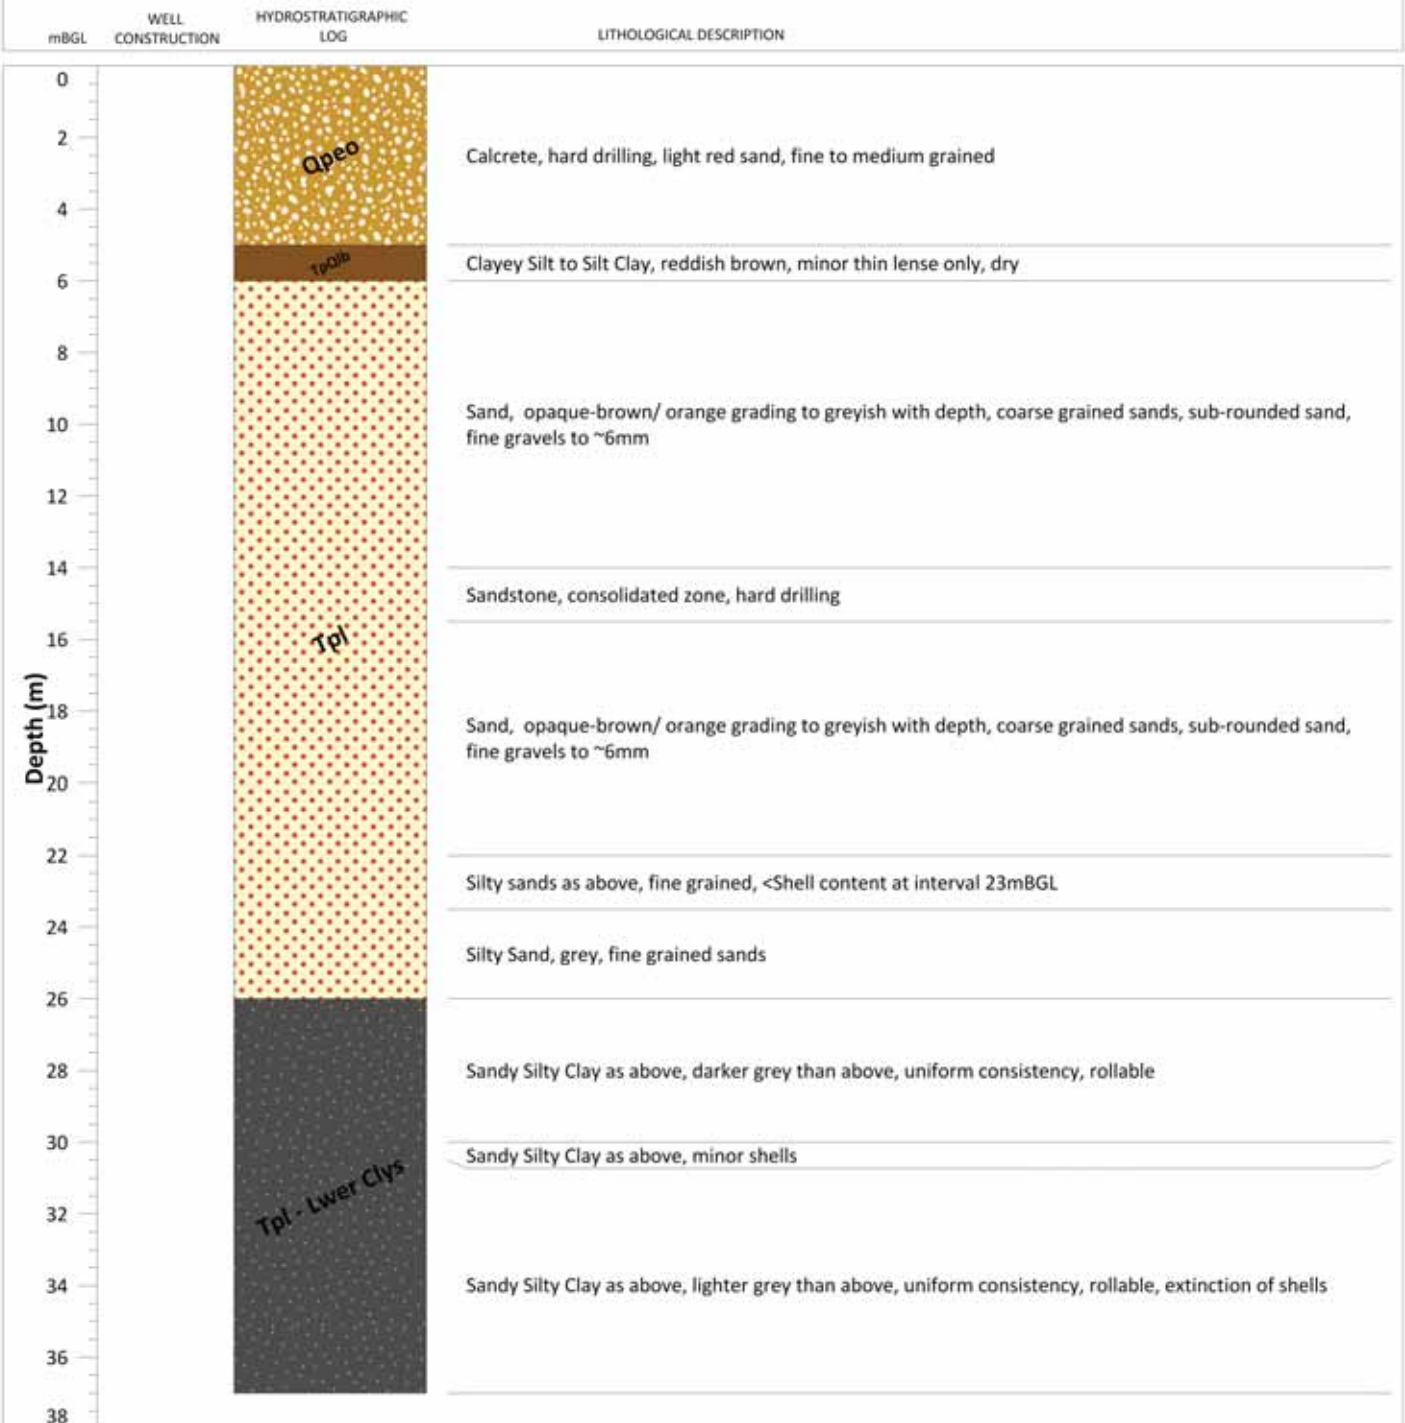 mBGL
WELL
CONSTRUCTION
HYDROSTRATIGRAPHIC
LOG
LITHOLOGICAL DESCRIPTION
Depth (m)
0
2
4
6
8
10
12
14
16
18
20
22
24
26
28
30
32
34
36
38
Qpeo
TpQlb
Tpl
Tpl - Lwer Clys
Calcrete, hard drilling, light red sand, fine to medium grained
Clayey Silt to Silt Clay, reddish brown, minor thin lense only, dry
Sand, opaque-brown/ orange grading to greyish with depth, coarse grained sands, sub-rounded sand,
fine gravels to ~6mm
Sandstone, consolidated zone, hard drilling
Sand, opaque-brown/ orange grading to greyish with depth, coarse grained sands, sub-rounded sand,
fine gravels to ~6mm
Silty sands as above, fine grained, <Shell content at interval 23mBGL
Silty Sand, grey, fine grained sands
Sandy Silty Clay as above, darker grey than above, uniform consistency, rollable
Sandy Silty Clay as above, minor shells
Sandy Silty Clay as above, lighter grey than above, uniform consistency, rollable, extinction of shells